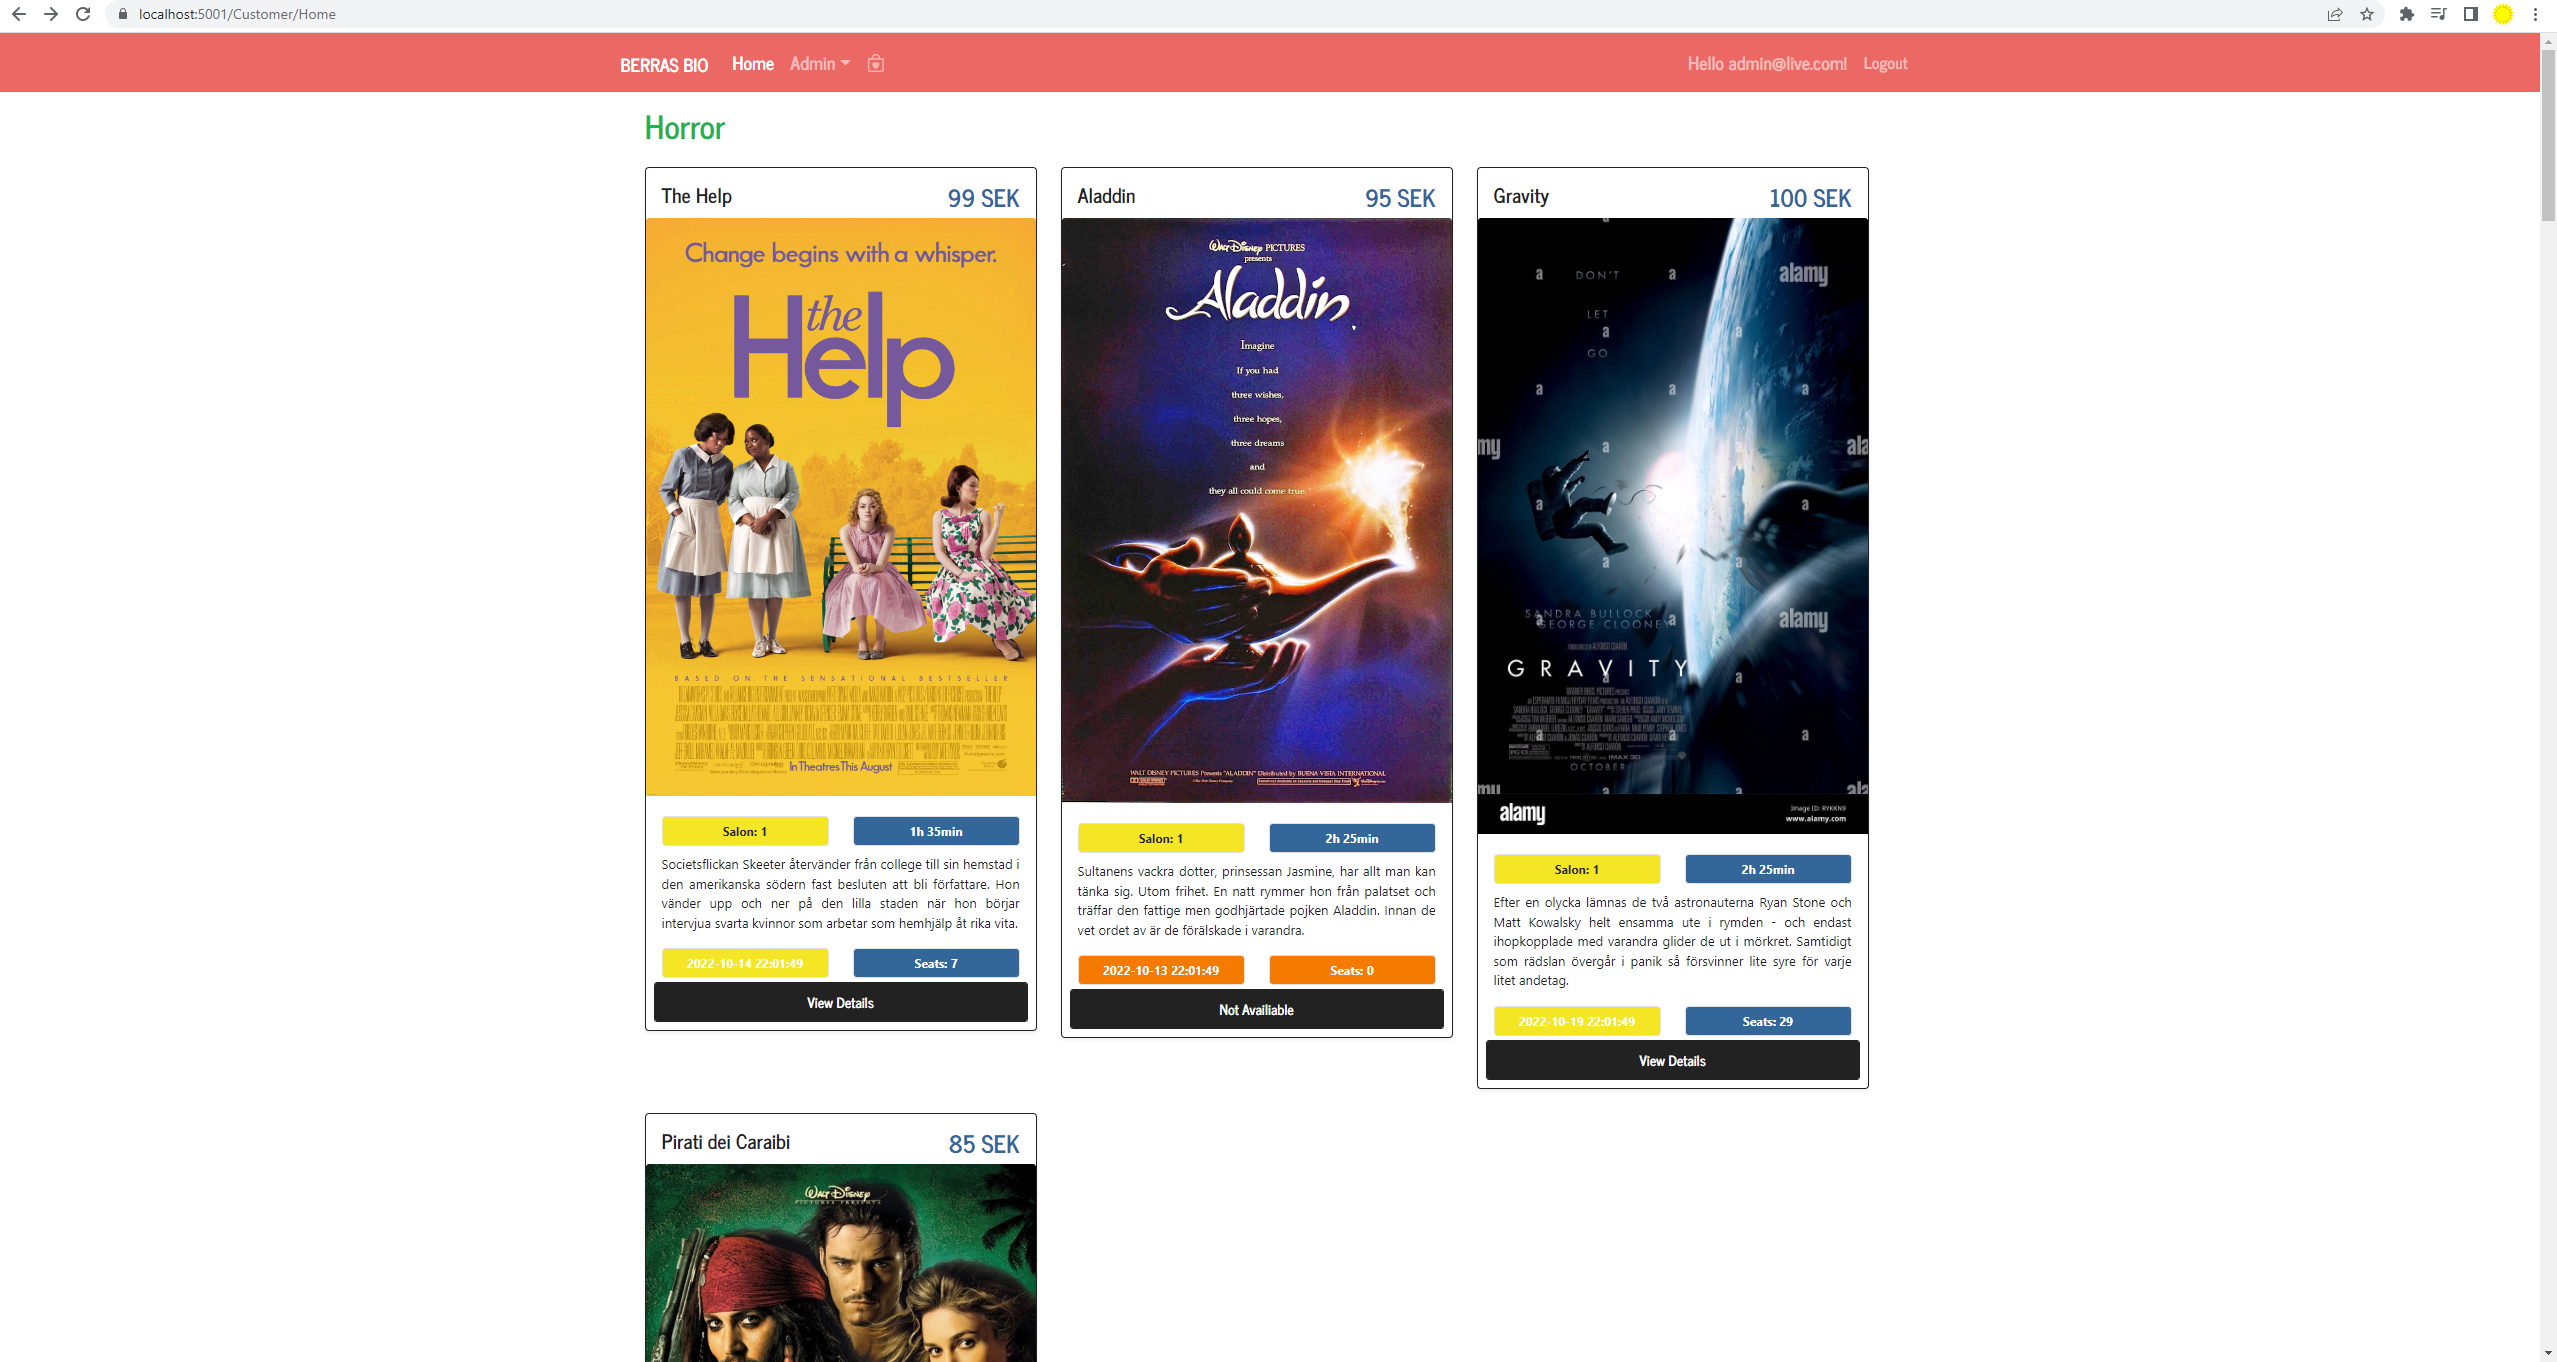 localhost:5001/Customer/Home
BERRAS BIO Home Admin Hello admin@live.com! Logout
Horror
The Help 99 SEK
Change begins with a whisper.
the
Help
BASED ON THE SENSATIONAL BESTSELLER
In Theatres This August
Salon: 1 1h 35min
Societsflickan Skeeter återvänder från college till sin hemstad i
den amerikanska södern fast besluten att bli författare. Hon
vänder upp och ner på den lilla staden när hon börjar
intervjua svarta kvinnor som arbetar som hemhjälp åt rika vita.
2022-10-14 22:01:49 Seats: 7
View Details
Aladdin 95 SEK
WALT DISNEY PICTURES
presents
Aladdin
Imagine
If you had
three wishes,
three hopes,
three dreams
and
they all could come true.
WALT DISNEY PICTURES Presents "ALADDIN" Distributed by BUENA VISTA INTERNATIONAL
Salon: 1 2h 25min
Sultanens vackra dotter, prinsessan Jasmine, har allt man kan
tänka sig. Utom frihet. En natt rymmer hon från palatset och
träffar den fattige men godhjärtade pojken Aladdin. Innan de
vet ordet av är de förälskade i varandra.
2022-10-13 22:01:49 Seats: 0
Not Availiable
Gravity 100 SEK
a DON'T a alamy
LET
a a
GO
a a a
my a ala
a a
a a
SANDRA BULLOCK alamy
a GEORGE CLOONEY a
GRAVITY
a a
OCTOBER
alamy Image ID: RYKKN9
www.alamy.com
Salon: 1 2h 25min
Efter en olycka lämnas de två astronauterna Ryan Stone och
Matt Kowalsky helt ensamma ute i rymden - och endast
ihopkopplade med varandra glider de ut i mörkret. Samtidigt
som rädslan övergår i panik så försvinner lite syre för varje
litet andetag.
2022-10-19 22:01:49 Seats: 29
View Details
Pirati dei Caraibi 85 SEK
WALT DISNEY
PICTURES PRESENTS